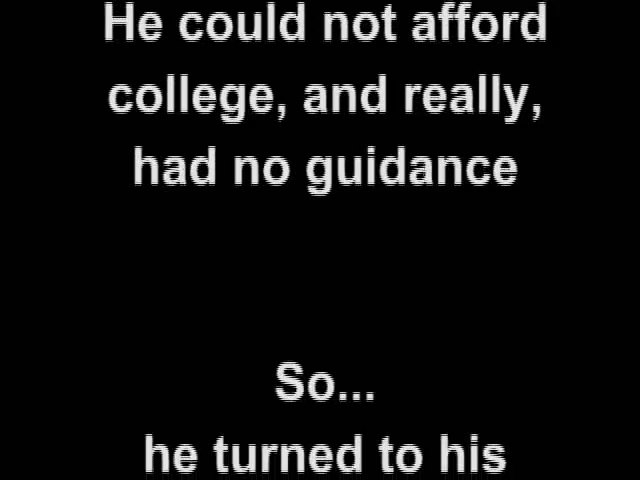 He could not afford
college, and really,
had no guidance
So...
he turned to his